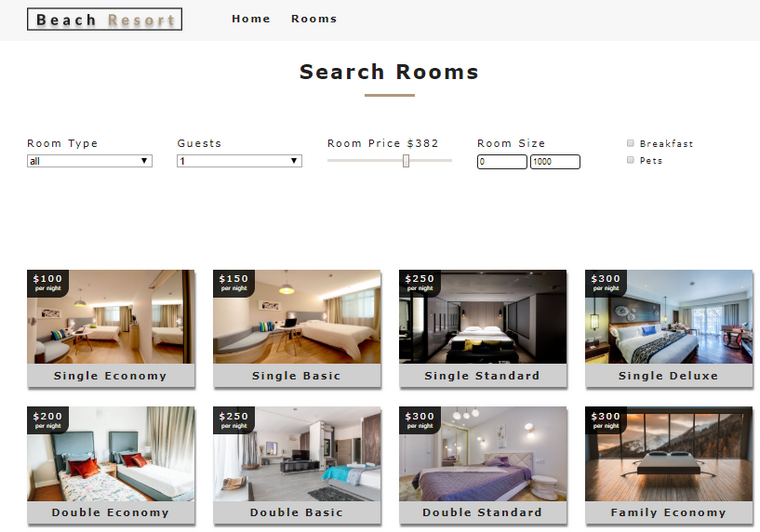 Beach Resort Home Rooms
Search Rooms
Room Type Guests Room Price $382 Room Size
all 1 0 1000
Breakfast
Pets
$100
per night
Single Economy
$150
per night
Single Basic
$250
per night
Single Standard
$300
per night
Single Deluxe
$200
per night
Double Economy
$250
per night
Double Basic
$300
per night
Double Standard
$300
per night
Family Economy